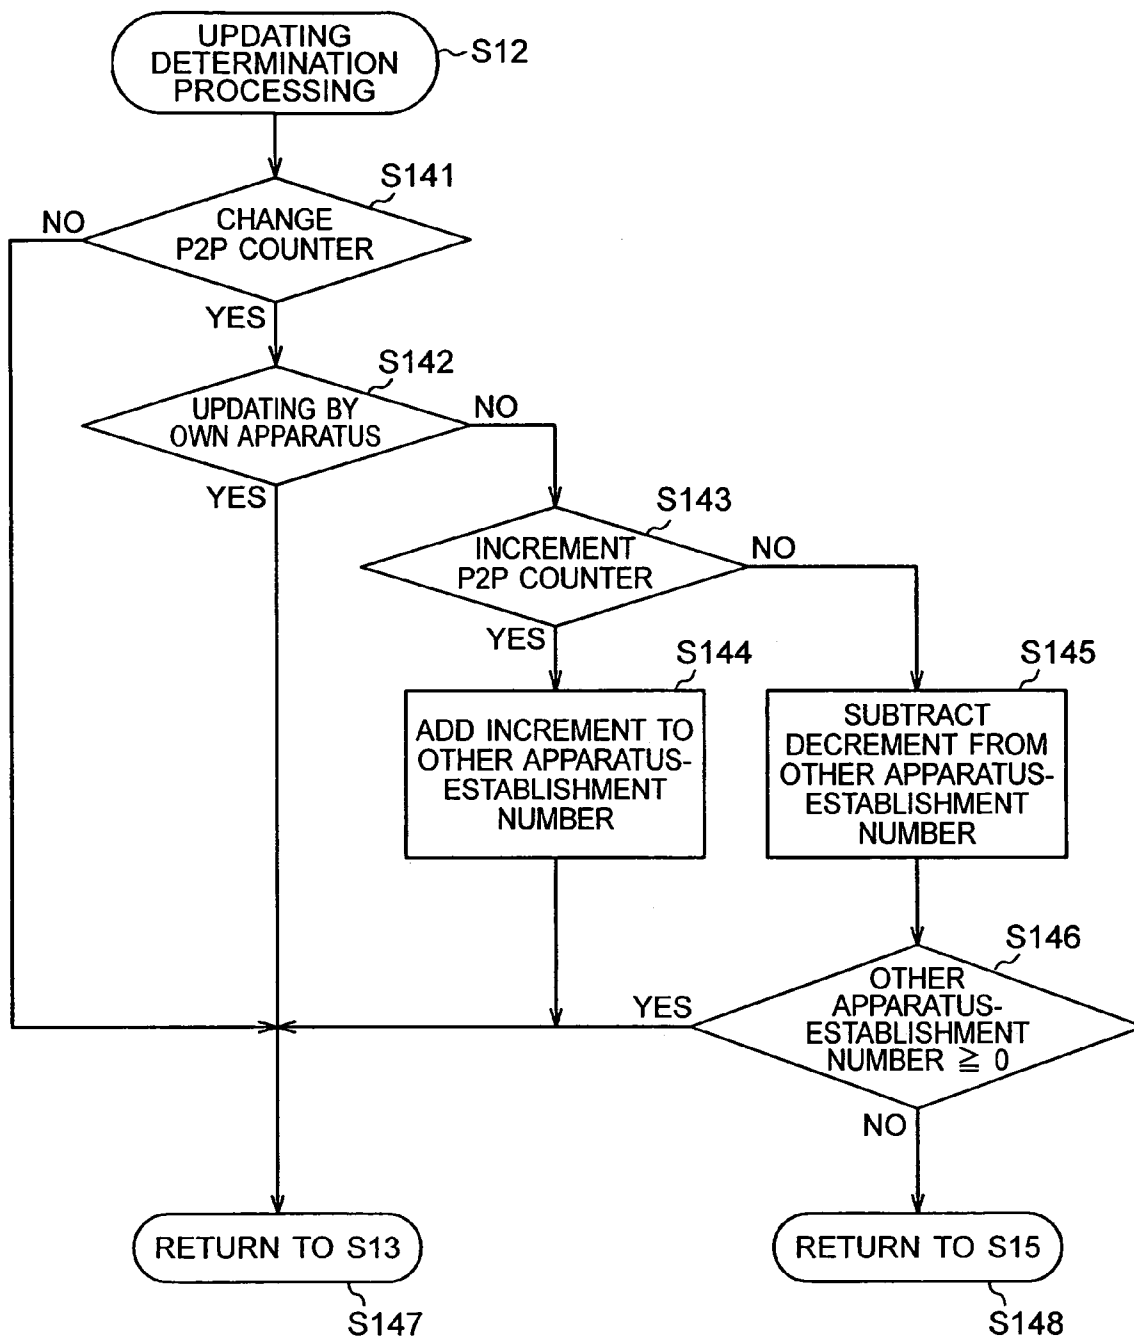 UPDATING
DETERMINATION
PROCESSING
S12
S141
CHANGE
P2P COUNTER
NO
YES
S142
UPDATING BY
OWN APPARATUS
NO
YES
S143
INCREMENT
P2P COUNTER
NO
YES
S144
ADD INCREMENT TO
OTHER APPARATUS-
ESTABLISHMENT
NUMBER
S145
SUBTRACT
DECREMENT FROM
OTHER APPARATUS-
ESTABLISHMENT
NUMBER
S146
OTHER
APPARATUS-
ESTABLISHMENT
NUMBER ≧ 0
YES
NO
RETURN TO S13
S147
RETURN TO S15
S148